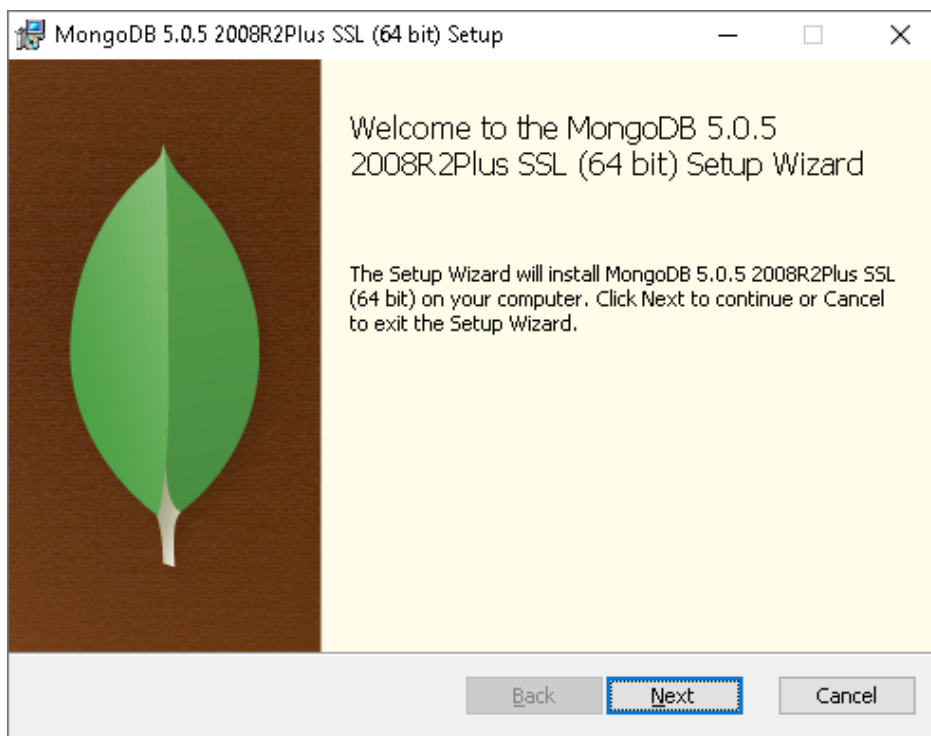 MongoDB 5.0.5 2008R2Plus SSL (64 bit) Setup
Welcome to the MongoDB 5.0.5
2008R2Plus SSL (64 bit) Setup Wizard
The Setup Wizard will install MongoDB 5.0.5 2008R2Plus SSL
(64 bit) on your computer. Click Next to continue or Cancel
to exit the Setup Wizard.
Back Next Cancel